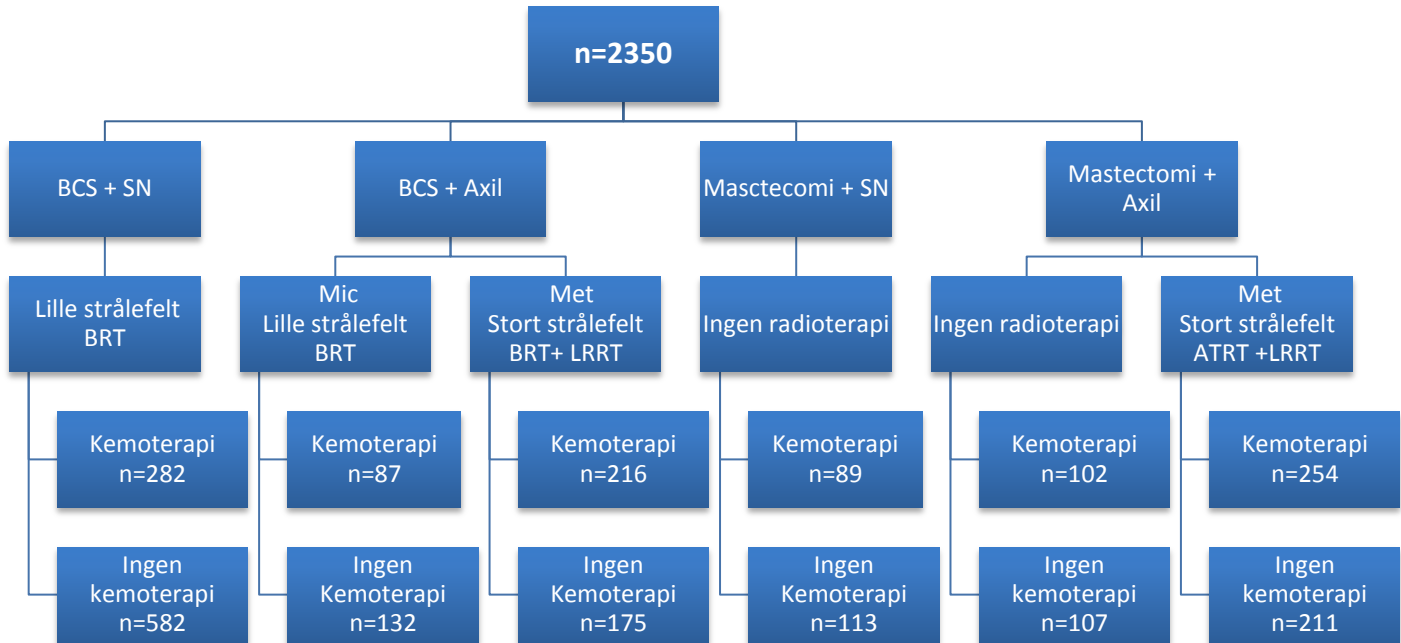 n=2350
BCS + SN
BCS + Axil
Masctecomi + SN
Mastectomi +
Axil
Lille strålefelt
BRT
Mic
Lille strålefelt
BRT
Met
Stort strålefelt
BRT+ LRRT
Ingen radioterapi
Ingen radioterapi
Met
Stort strålefelt
ATRT +LRRT
Kemoterapi
n=282
Kemoterapi
n=87
Kemoterapi
n=216
Kemoterapi
n=89
Kemoterapi
n=102
Kemoterapi
n=254
Ingen
kemoterapi
n=582
Ingen
Kemoterapi
n=132
Ingen
Kemoterapi
n=175
Ingen
Kemoterapi
n=113
Ingen
kemoterapi
n=107
Ingen
kemoterapi
n=211